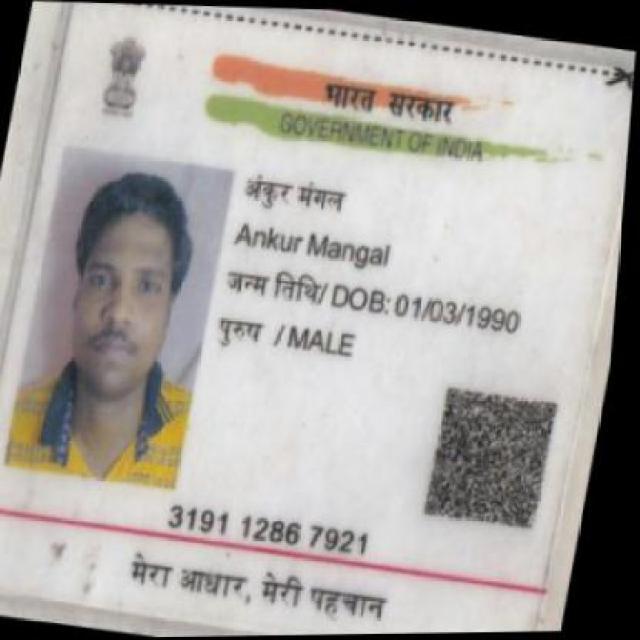 भारत सरकार
GOVERNMENT OF INDIA
अंकुर मंगल
Ankur Mangal
जन्म तिथि/ DOB: 01/03/1990
पुरुष / MALE
3191 1286 7921
मेरा आधार, मेरी पहचान